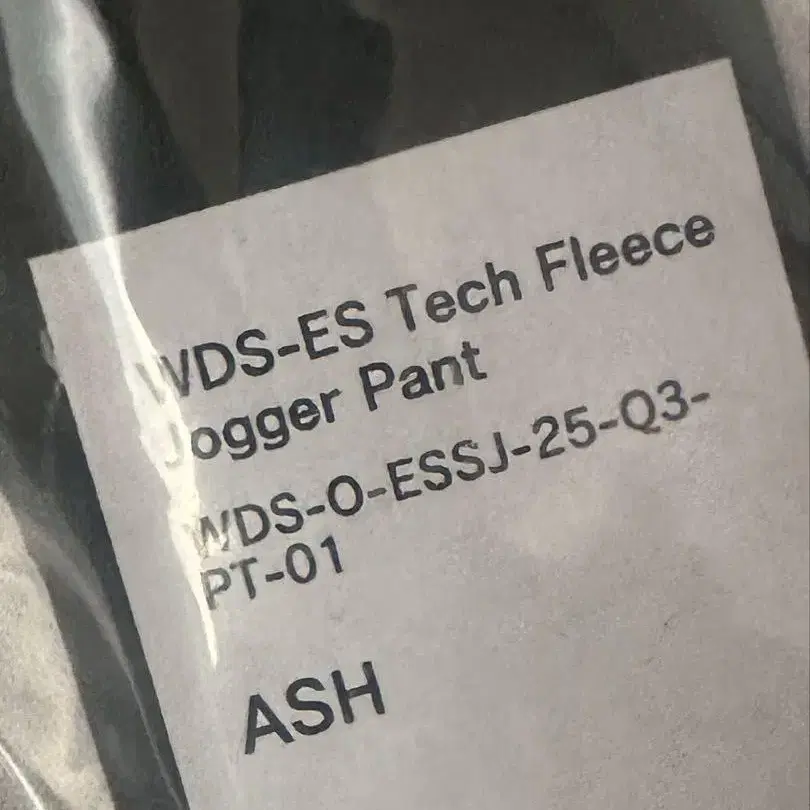 WDS-ES Tech Fleece
Jogger Pant
WDS-O-ESSJ-25-Q3-
PT-01
ASH